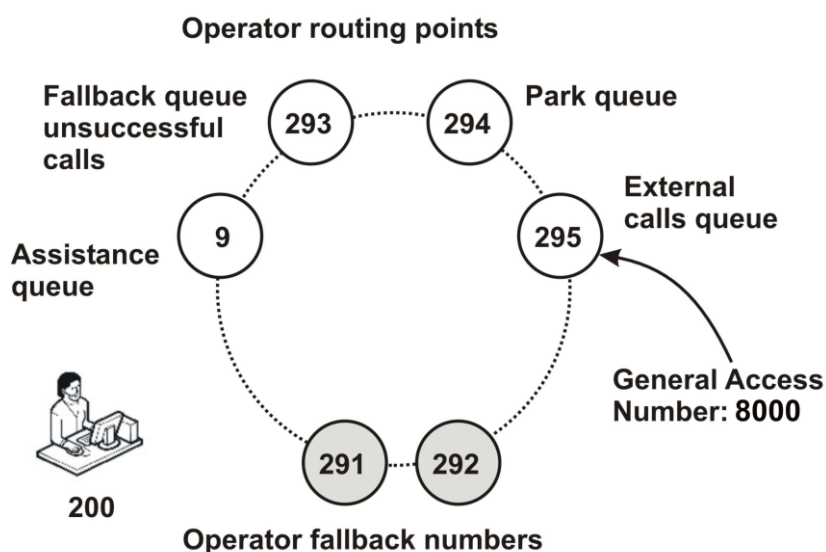 Operator routing points
Fallback queue
unsuccessful
calls
293
294
Park queue
9
Assistance
queue
295
External
calls queue
General Access
Number: 8000
200
291
292
Operator fallback numbers